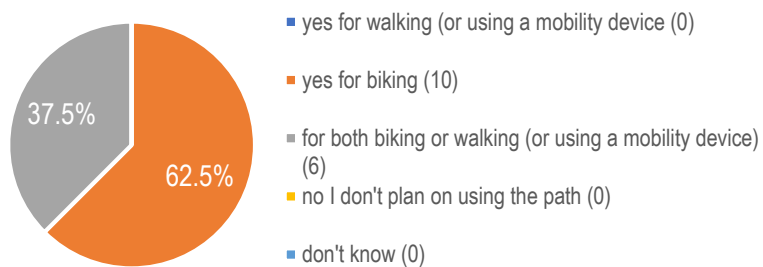 yes for walking (or using a mobility device (0)
yes for biking (10)
37.5%
for both biking or walking (or using a mobility device)
(6)
62.5%
no I don't plan on using the path (0)
don't know (0)